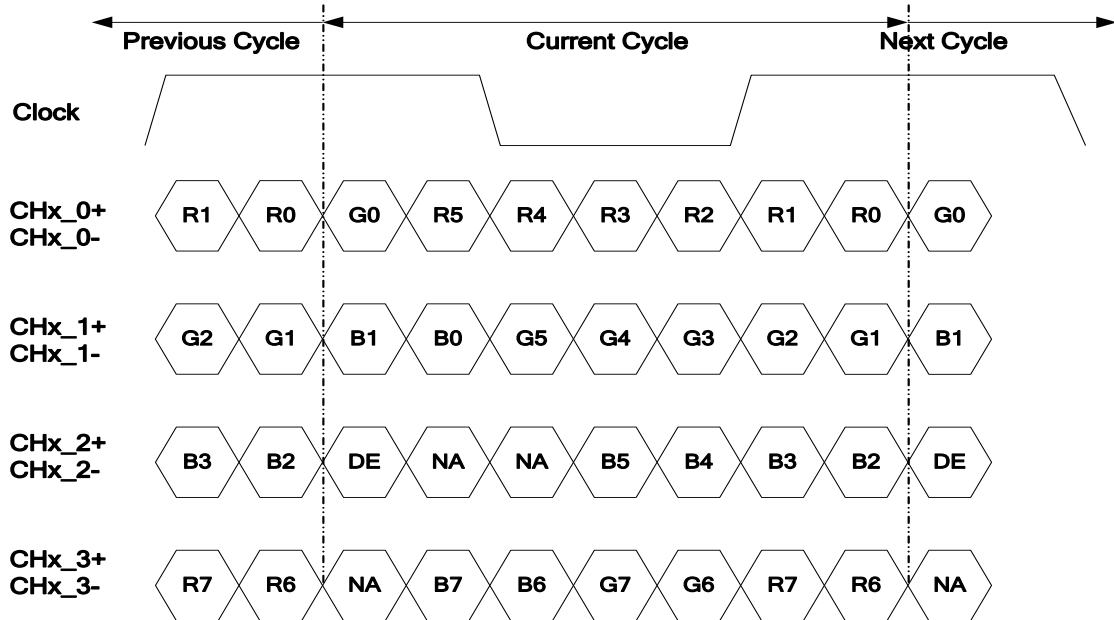 Previous Cycle Current Cycle Next Cycle
Clock
CHx_0+
CHx_0-
R1 R0 G0 R5 R4 R3 R2 R1 R0 G0
CHx_1+
CHx_1-
G2 G1 B1 B0 G5 G4 G3 G2 G1 B1
CHx_2+
CHx_2-
B3 B2 DE NA NA B5 B4 B3 B2 DE
CHx_3+
CHx_3-
R7 R6 NA B7 B6 G7 G6 R7 R6 NA